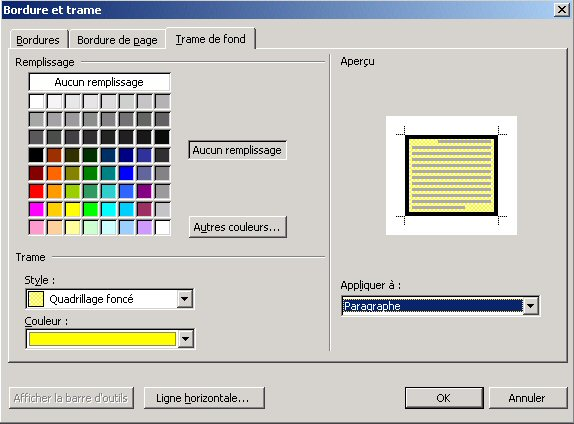 Bordure et trame
Bordures
Bordure de page
Trame de fond
Remplissage
Aucun remplissage
Aucun remplissage
Autres couleurs...
Trame
Style :
Quadrillage foncé
Couleur :
Aperçu
Appliquer à :
Paragraphe
Afficher la barre d'outils
Ligne horizontale...
OK
Annuler